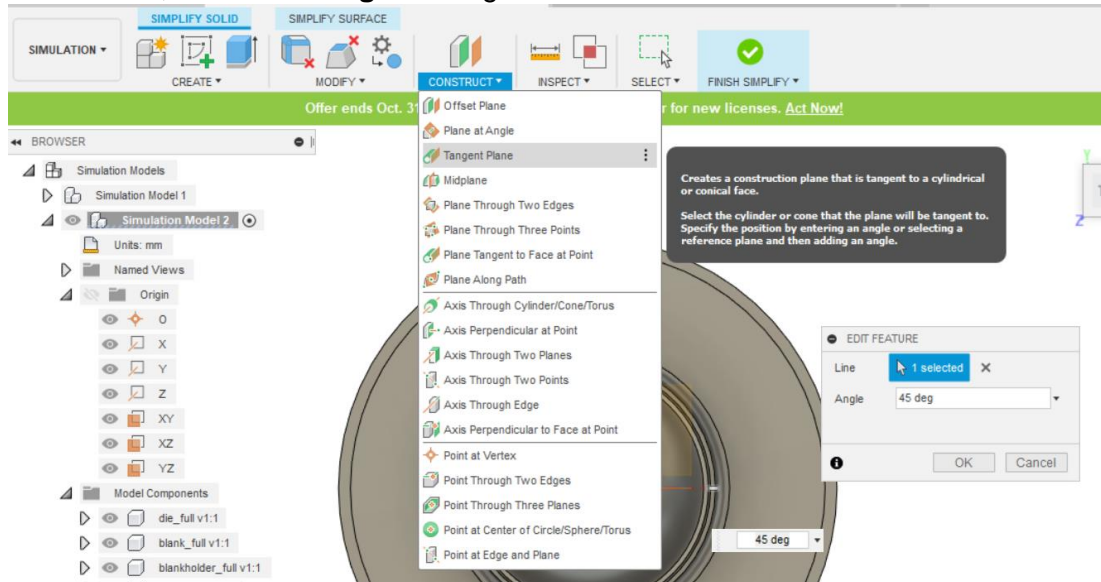 SIMPLIFY SOLID
SIMPLIFY SURFACE
SIMULATION
CREATE
MODIFY
CONSTRUCT
INSPECT
SELECT
FINISH SIMPLIFY
Offer ends Oct. 31
r for new licenses. Act Now!
BROWSER
Simulation Models
Simulation Model 1
Simulation Model 2
Units: mm
Named Views
Origin
O
X
Y
Z
XY
XZ
YZ
Model Components
die_full v1:1
blank_full v1:1
blankholder_full v1:1
Offset Plane
Plane at Angle
Tangent Plane
Midplane
Plane Through Two Edges
Plane Through Three Points
Plane Tangent to Face at Point
Plane Along Path
Axis Through Cylinder/Cone/Torus
Axis Perpendicular at Point
Axis Through Two Planes
Axis Through Two Points
Axis Through Edge
Axis Perpendicular to Face at Point
Point at Vertex
Point Through Two Edges
Point Through Three Planes
Point at Center of Circle/Sphere/Torus
Point at Edge and Plane
Creates a construction plane that is tangent to a cylindrical
or conical face.
Select the cylinder or cone that the plane will be tangent to.
Specify the position by entering an angle or selecting a
reference plane and then adding an angle.
Y
Z
EDIT FEATURE
Line
1 selected
Angle
45 deg
OK
Cancel
45 deg